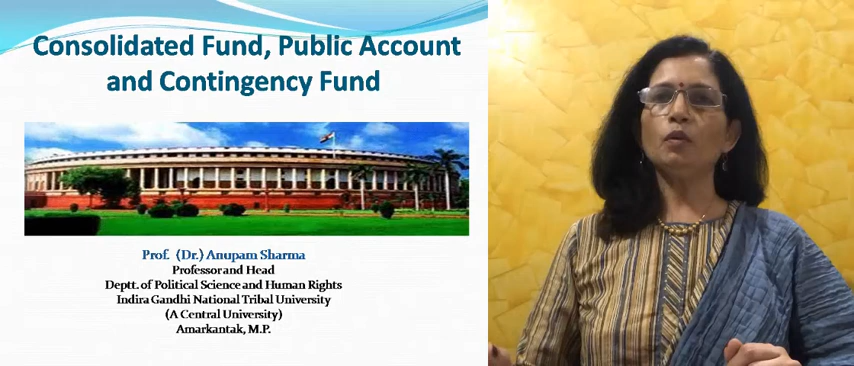 Consolidated Fund, Public Account
and Contingency Fund
Prof. (Dr.) Anupam Sharma
Professor and Head
Deptt. of Political Science and Human Rights
Indira Gandhi National Tribal University
(A Central University)
Amarkantak, M.P.